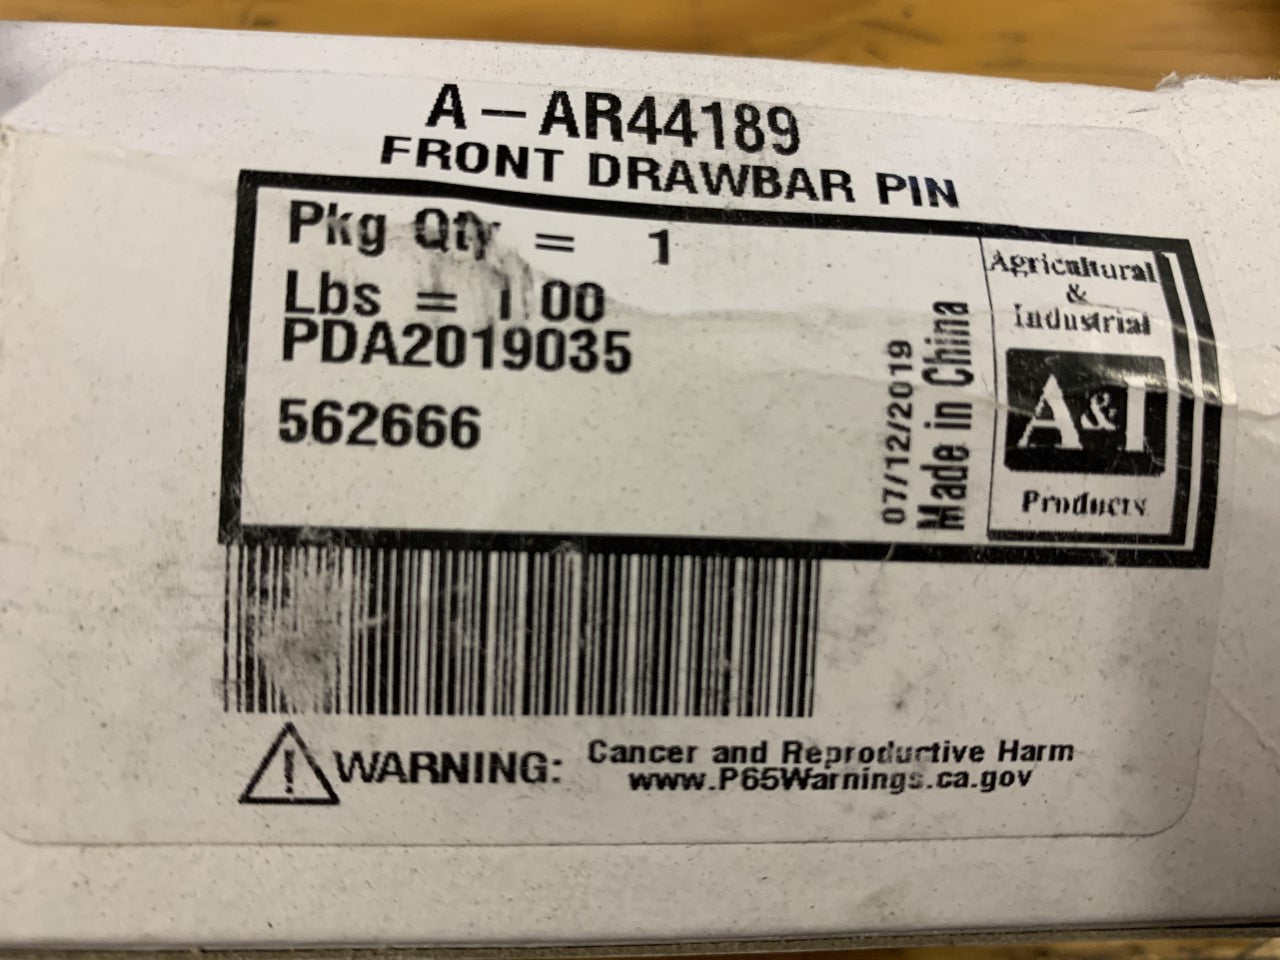 A-AR44189
FRONT DRAWBAR PIN
Pkg Qty = 1
Lbs = 1.00
PDA2019035
562666
07/12/2019
Made in China
Agricultural
&
Industrial
A&I
Products
WARNING: Cancer and Reproductive Harm
www.P65Warnings.ca.gov